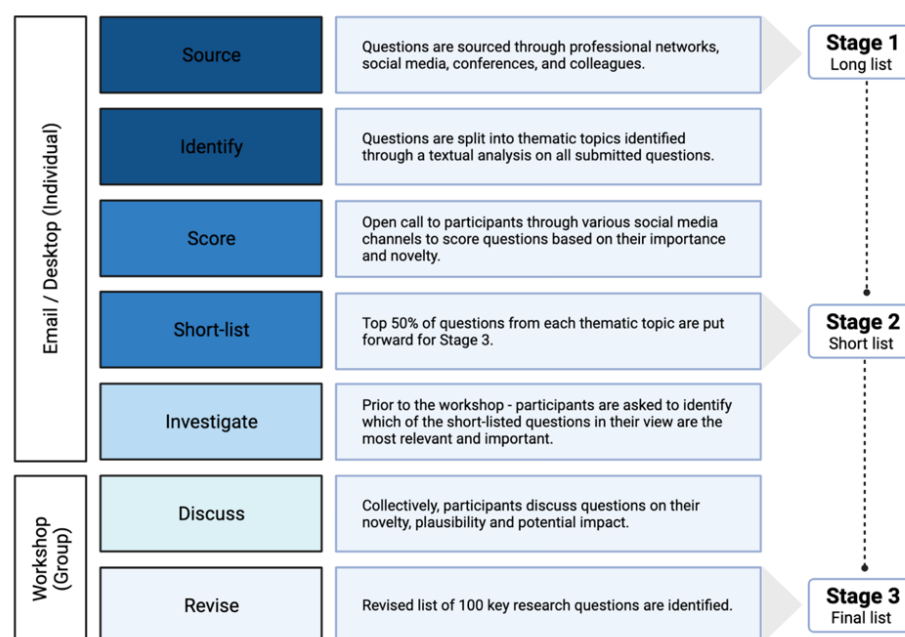 Email / Desktop (Individual)
Source
Questions are sourced through professional networks,
social media, conferences, and colleagues.
Stage 1
Long list
Identify
Questions are split into thematic topics identified
through a textual analysis on all submitted questions.
Score
Open call to participants through various social media
channels to score questions based on their importance
and novelty.
Short-list
Top 50% of questions from each thematic topic are put
forward for Stage 3.
Stage 2
Short list
Investigate
Prior to the workshop - participants are asked to identify
which of the short-listed questions in their view are the
most relevant and important.
Workshop
(Group)
Discuss
Collectively, participants discuss questions on their
novelty, plausibility and potential impact.
Revise
Revised list of 100 key research questions are identified.
Stage 3
Final list